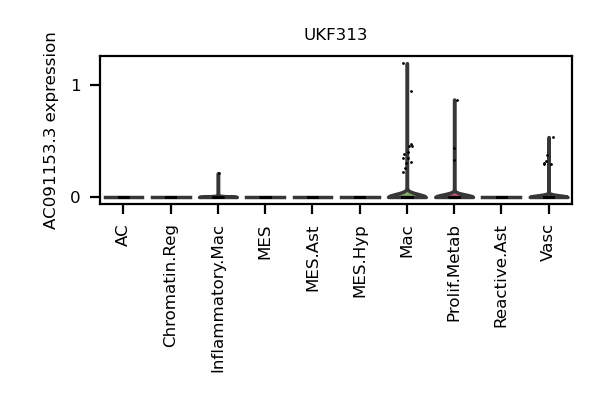 UKF313
AC091153.3 expression
1
0
AC
Chromatin.Reg
Inflammatory.Mac
MES
MES.Ast
MES.Hyp
Mac
Prolif.Metab
Reactive.Ast
Vasc